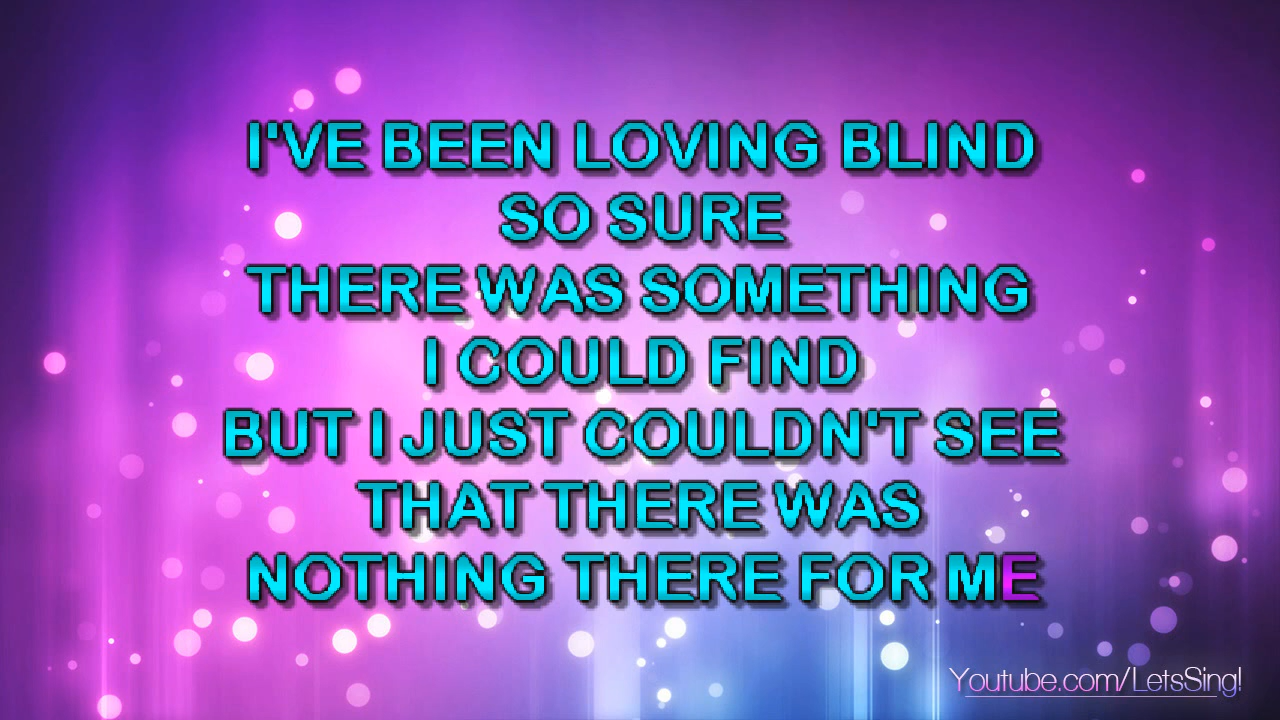 I'VE BEEN LOVING BLIND
SO SURE
THERE WAS SOMETHING
I COULD FIND
BUT I JUST COULDN'T SEE
THAT THERE WAS
NOTHING THERE FOR ME
Youtube.com/LetsSing!